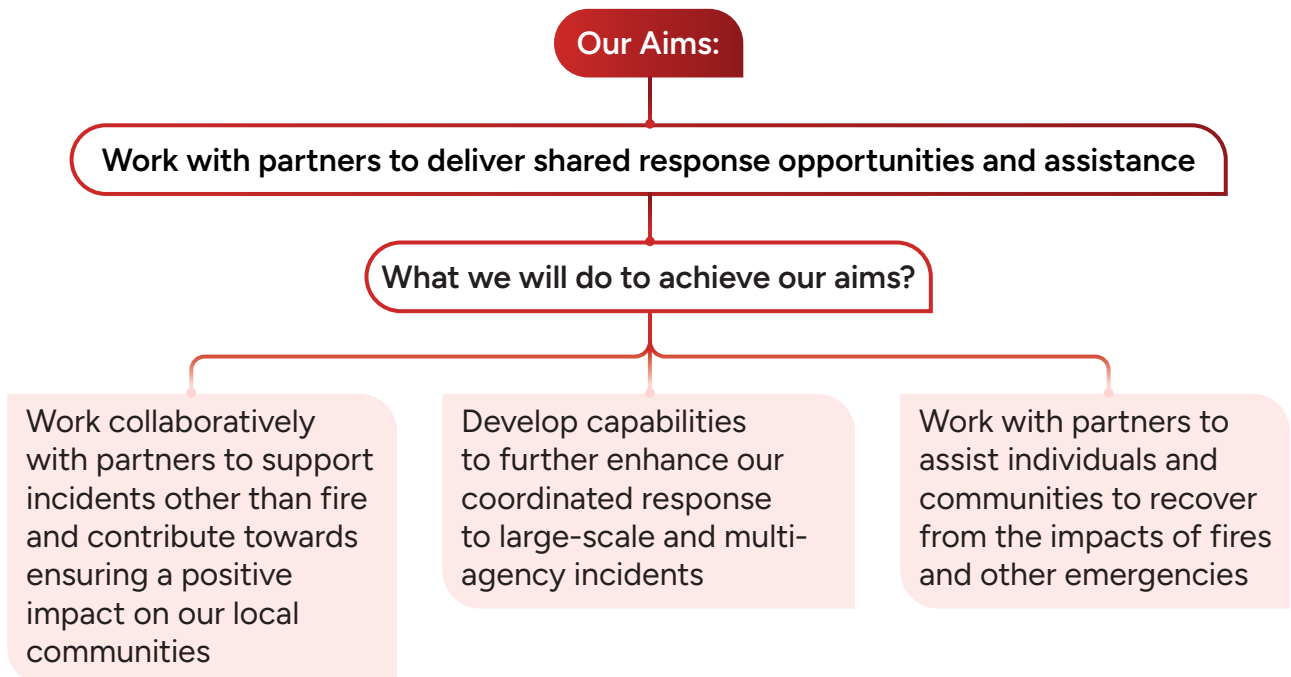 Our Aims:
Work with partners to deliver shared response opportunities and assistance
What we will do to achieve our aims?
Work collaboratively
with partners to support
incidents other than fire
and contribute towards
ensuring a positive
impact on our local
communities
Develop capabilities
to further enhance our
coordinated response
to large-scale and multi-
agency incidents
Work with partners to
assist individuals and
communities to recover
from the impacts of fires
and other emergencies